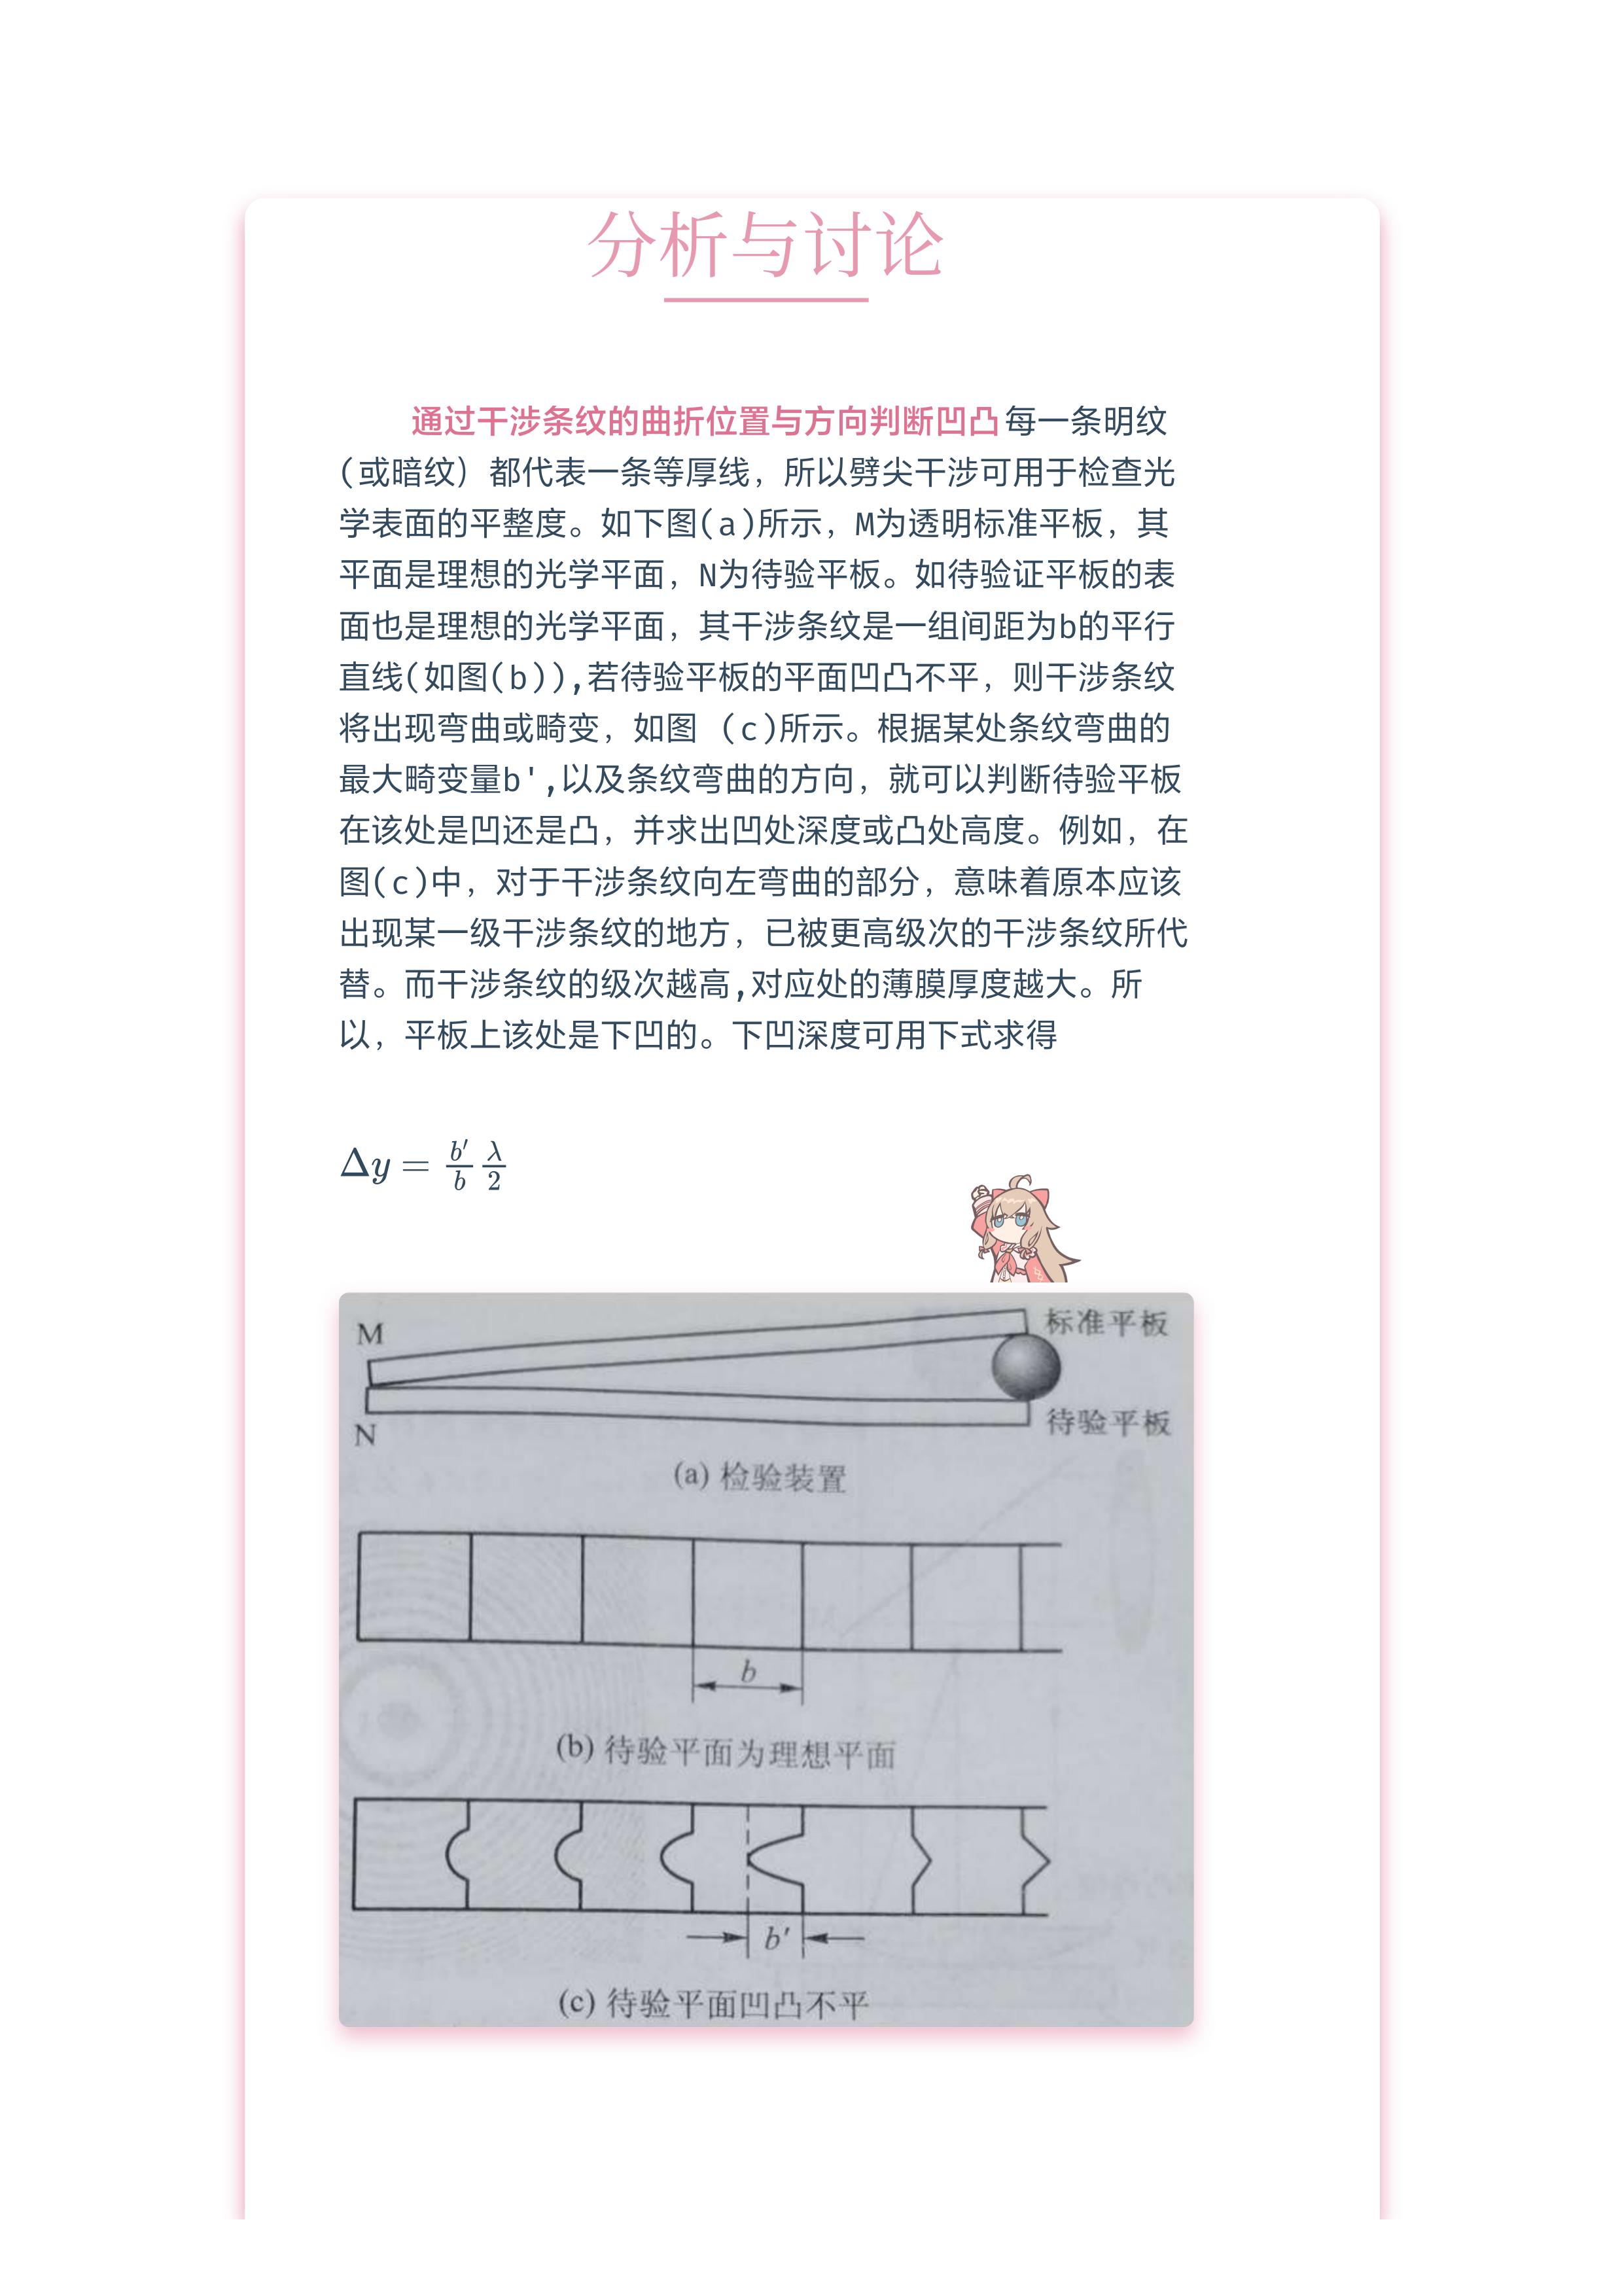 分析与讨论
通过干涉条纹的曲折位置与方向判断凹凸每一条明纹
(或暗纹）都代表一条等厚线，所以劈尖干涉可用于检查光
学表面的平整度。如下图(a)所示，M为透明标准平板，其
平面是理想的光学平面，N为待验平板。如待验证平板的表
面也是理想的光学平面，其干涉条纹是一组间距为b的平行
直线(如图(b)),若待验平板的平面凹凸不平，则干涉条纹
将出现弯曲或畸变，如图 (c)所示。根据某处条纹弯曲的
最大畸变量b',以及条纹弯曲的方向，就可以判断待验平板
在该处是凹还是凸，并求出凹处深度或凸处高度。例如，在
图(c)中，对于干涉条纹向左弯曲的部分，意味着原本应该
出现某一级干涉条纹的地方，已被更高级次的干涉条纹所代
替。而干涉条纹的级次越高,对应处的薄膜厚度越大。所
以，平板上该处是下凹的。下凹深度可用下式求得
Δy = b′/b λ/2
M
标准平板
N
待验平板
(a) 检验装置
b
(b) 待验平面为理想平面
b′
(c) 待验平面凹凸不平